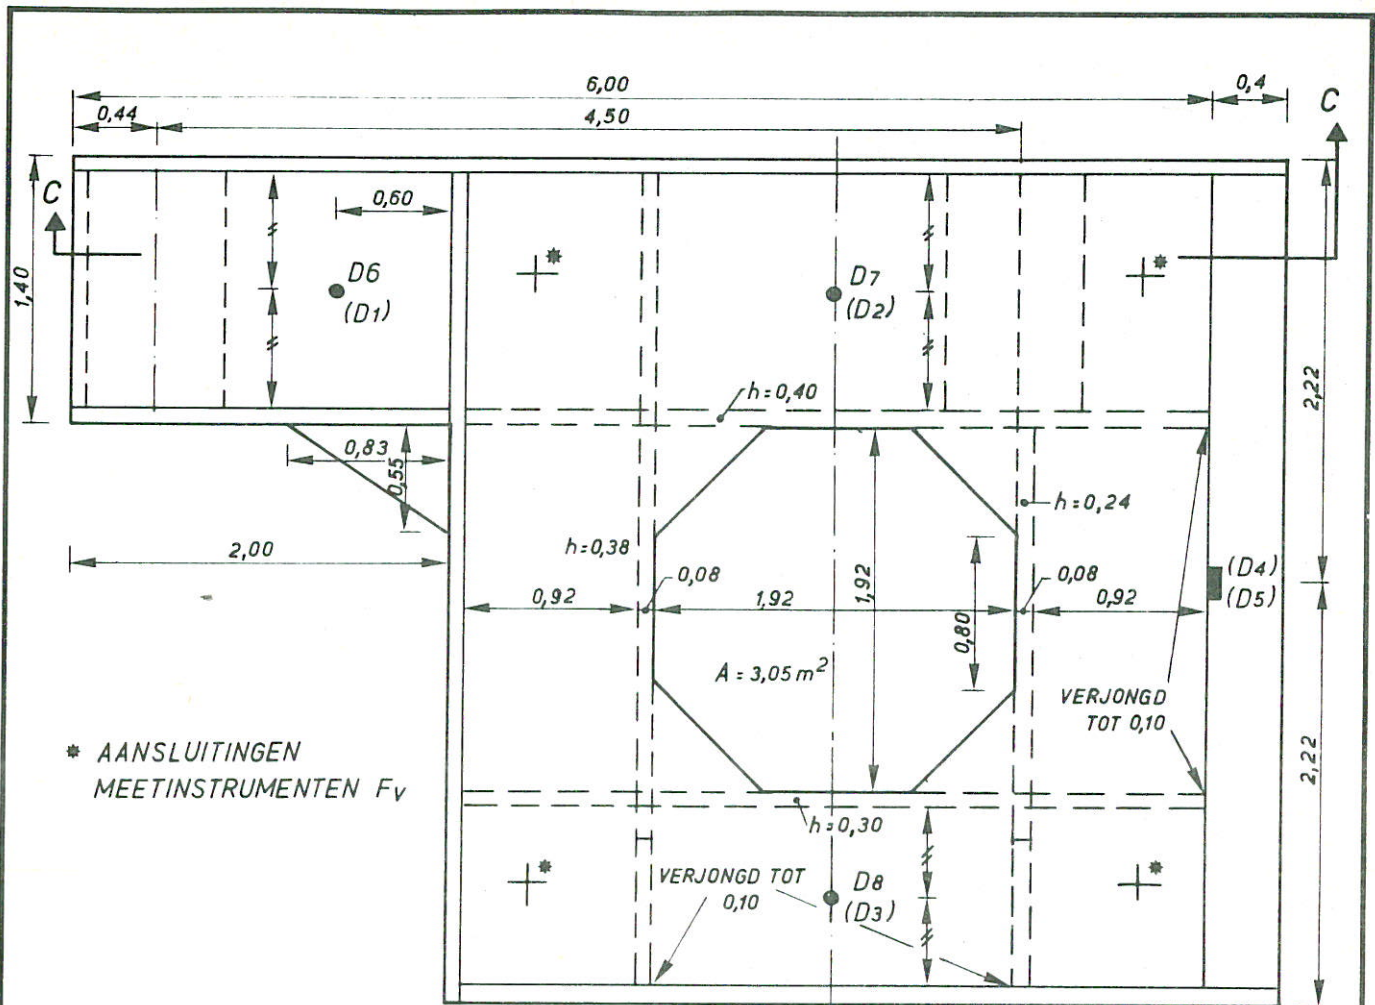 6,00
0,4
0,44
4,50
C
C
0,60
1,40
D6
(D1)
D7
(D2)
*
*
2,22
h=0,40
0,83
0,55
h=0,24
2,00
h=0,38
0,08
0,08
(D4)
(D5)
0,92
1,92
1,92
0,80
0,92
A = 3,05 m²
VERJONGD
TOT 0,10
* AANSLUITINGEN
MEETINSTRUMENTEN Fv
2,22
h=0,30
*
VERJONGD TOT
0,10
D8
(D3)
*